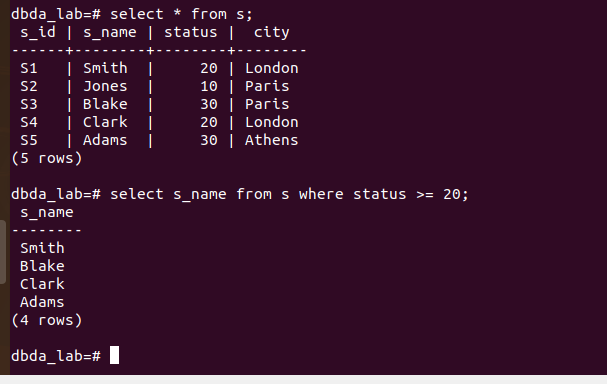 dbda_lab=# select * from s;
 s_id | s_name | status |  city
------+--------+--------+--------
 S1   | Smith  |     20 | London
 S2   | Jones  |     10 | Paris
 S3   | Blake  |     30 | Paris
 S4   | Clark  |     20 | London
 S5   | Adams  |     30 | Athens
(5 rows)

dbda_lab=# select s_name from s where status >= 20;
 s_name
--------
 Smith
 Blake
 Clark
 Adams
(4 rows)

dbda_lab=#